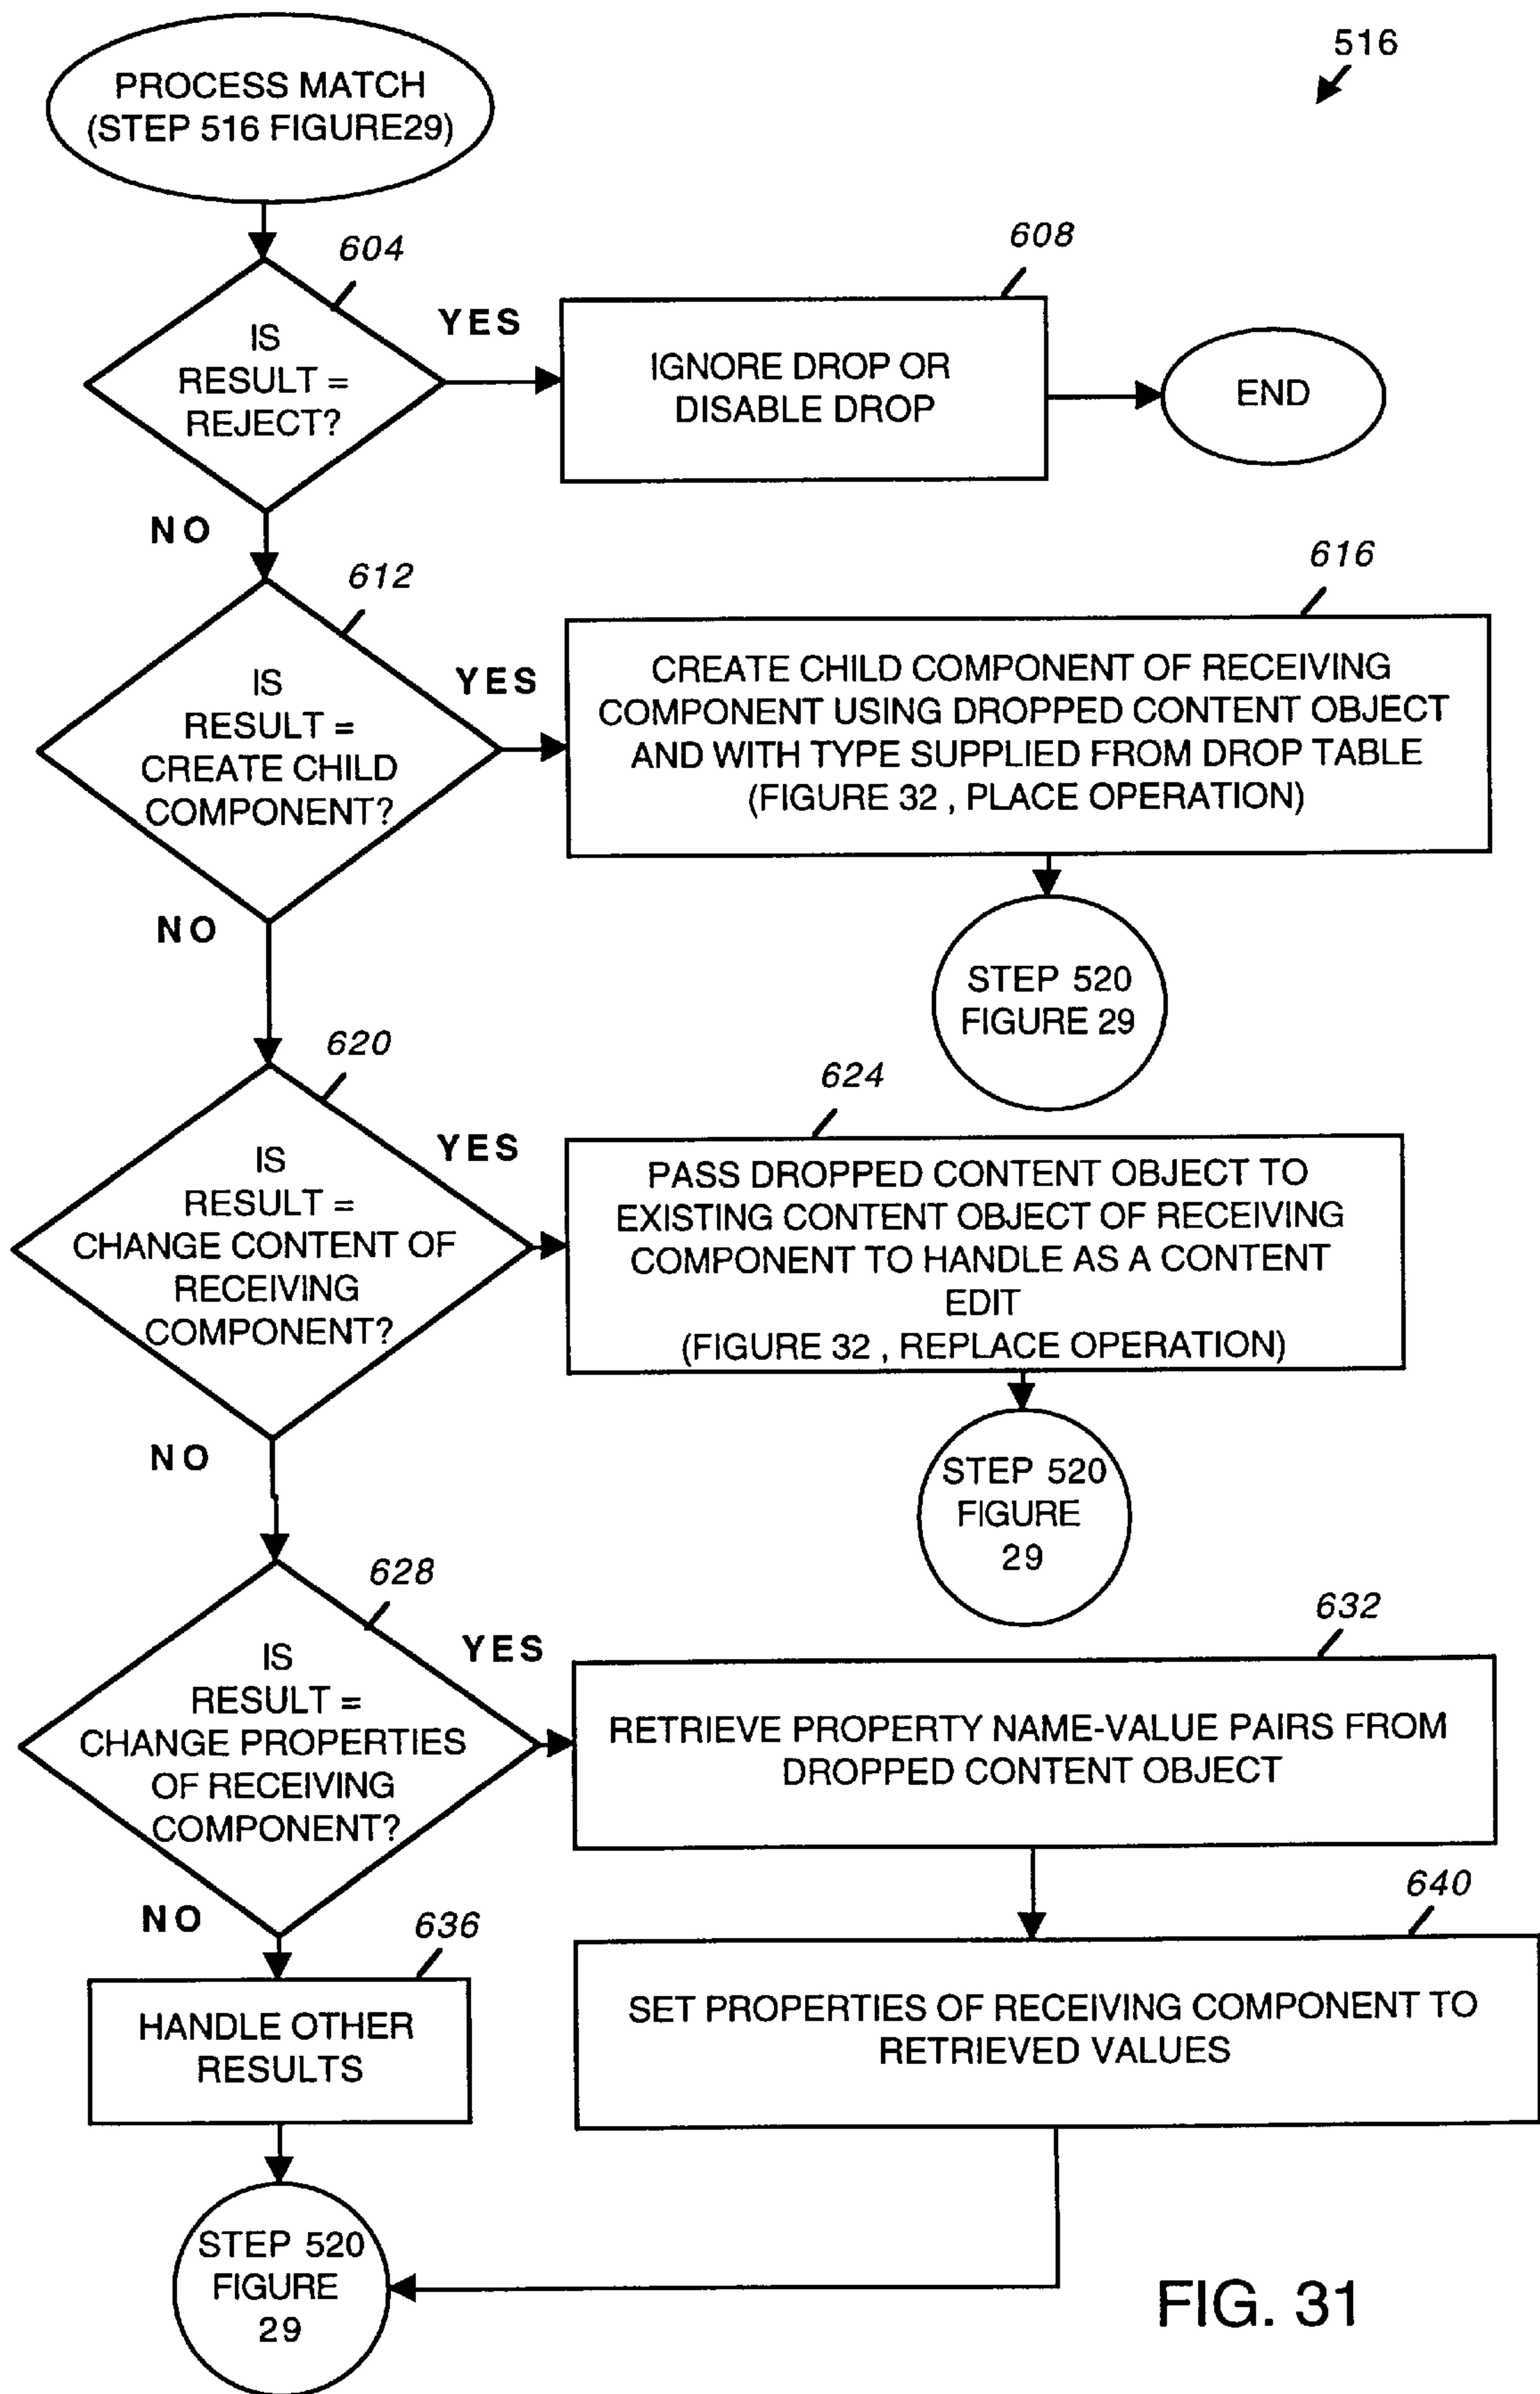 516
PROCESS MATCH
(STEP 516 FIGURE29)
604
608
IS
RESULT =
REJECT?
YES
IGNORE DROP OR
DISABLE DROP
END
NO
612
616
IS
RESULT =
CREATE CHILD
COMPONENT?
YES
CREATE CHILD COMPONENT OF RECEIVING
COMPONENT USING DROPPED CONTENT OBJECT
AND WITH TYPE SUPPLIED FROM DROP TABLE
(FIGURE 32 , PLACE OPERATION)
NO
STEP 520
FIGURE 29
620
624
IS
RESULT =
CHANGE CONTENT OF
RECEIVING
COMPONENT?
YES
PASS DROPPED CONTENT OBJECT TO
EXISTING CONTENT OBJECT OF RECEIVING
COMPONENT TO HANDLE AS A CONTENT
EDIT
(FIGURE 32 , REPLACE OPERATION)
NO
STEP 520
FIGURE
29
628
632
IS
RESULT =
CHANGE PROPERTIES
OF RECEIVING
COMPONENT?
YES
RETRIEVE PROPERTY NAME-VALUE PAIRS FROM
DROPPED CONTENT OBJECT
NO
636
640
HANDLE OTHER
RESULTS
SET PROPERTIES OF RECEIVING COMPONENT TO
RETRIEVED VALUES
STEP 520
FIGURE
29
FIG. 31